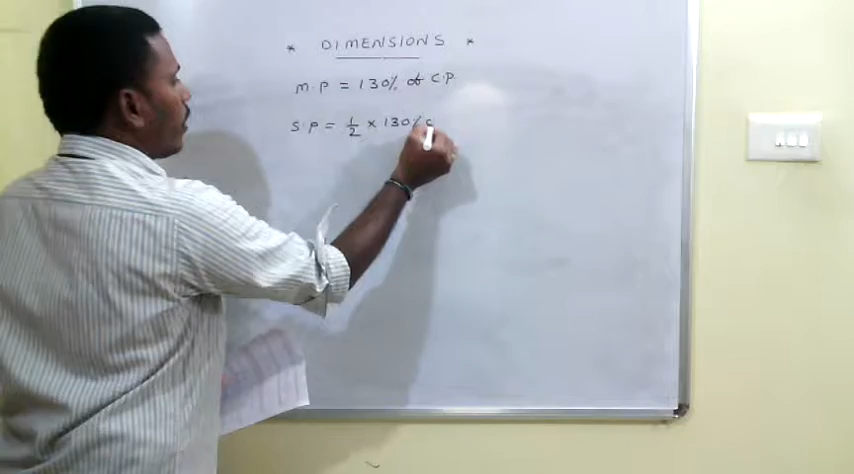 * DIMENSIONS *
M.P = 130% of C.P
S.P = 1/2 × 130% o